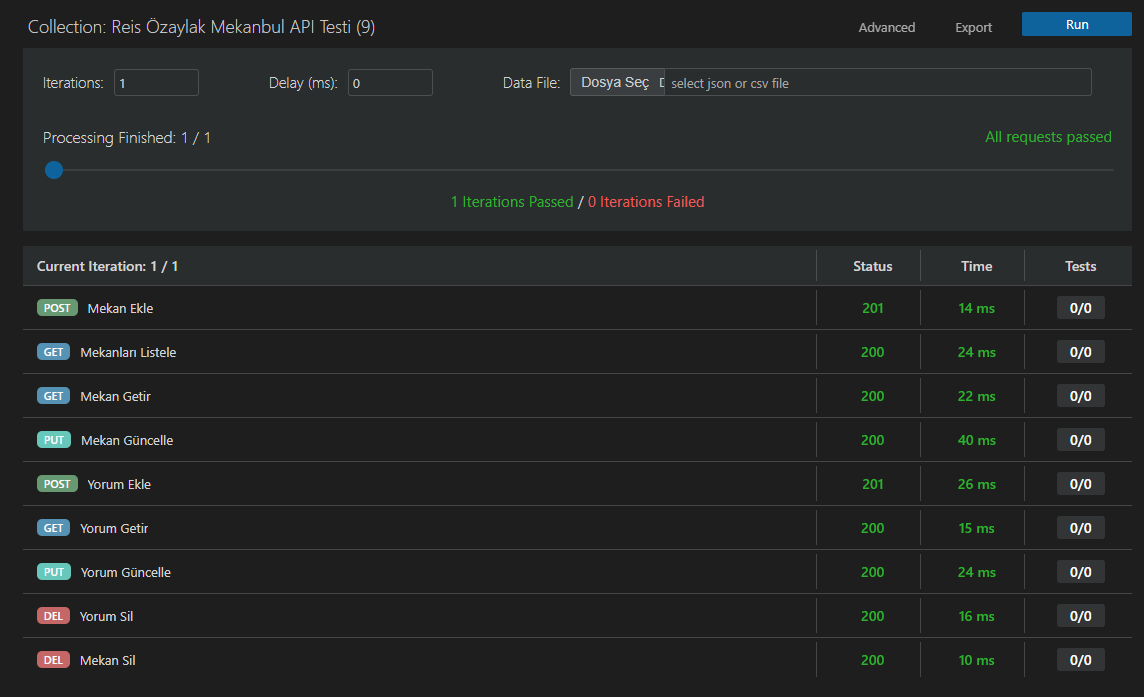 Collection: Reis Özaylak Mekanbul API Testi (9) Advanced Export Run
Iterations: 1 Delay (ms): 0 Data File: Dosya Seç select json or csv file
Processing Finished: 1 / 1 All requests passed
1 Iterations Passed / 0 Iterations Failed
Current Iteration: 1 / 1 Status Time Tests
POST Mekan Ekle 201 14 ms 0/0
GET Mekanları Listele 200 24 ms 0/0
GET Mekan Getir 200 22 ms 0/0
PUT Mekan Güncelle 200 40 ms 0/0
POST Yorum Ekle 201 26 ms 0/0
GET Yorum Getir 200 15 ms 0/0
PUT Yorum Güncelle 200 24 ms 0/0
DEL Yorum Sil 200 16 ms 0/0
DEL Mekan Sil 200 10 ms 0/0